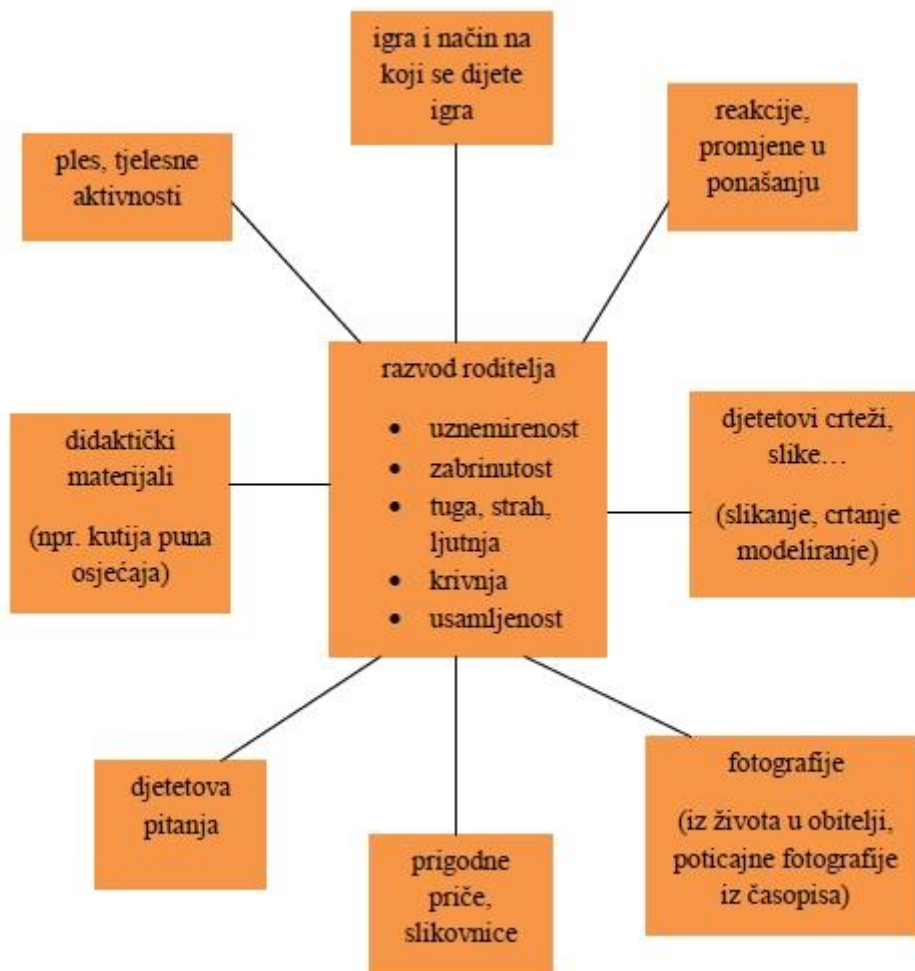 igra i način na
koji se dijete
igra
reakcije,
promjene u
ponašanju
ples, tjelesne
aktivnosti
razvod roditelja
• uznemirenost
• zabrinutost
• tuga, strah,
ljutnja
• krivnja
• usamljenost
didaktički
materijali
(npr. kutija puna
osjećaja)
djetetovi crteži,
slike…
(slikanje, crtanje
modeliranje)
djetetova
pitanja
prigodne
priče,
slikovnice
fotografije
(iz života u obitelji,
poticajne fotografije
iz časopisa)